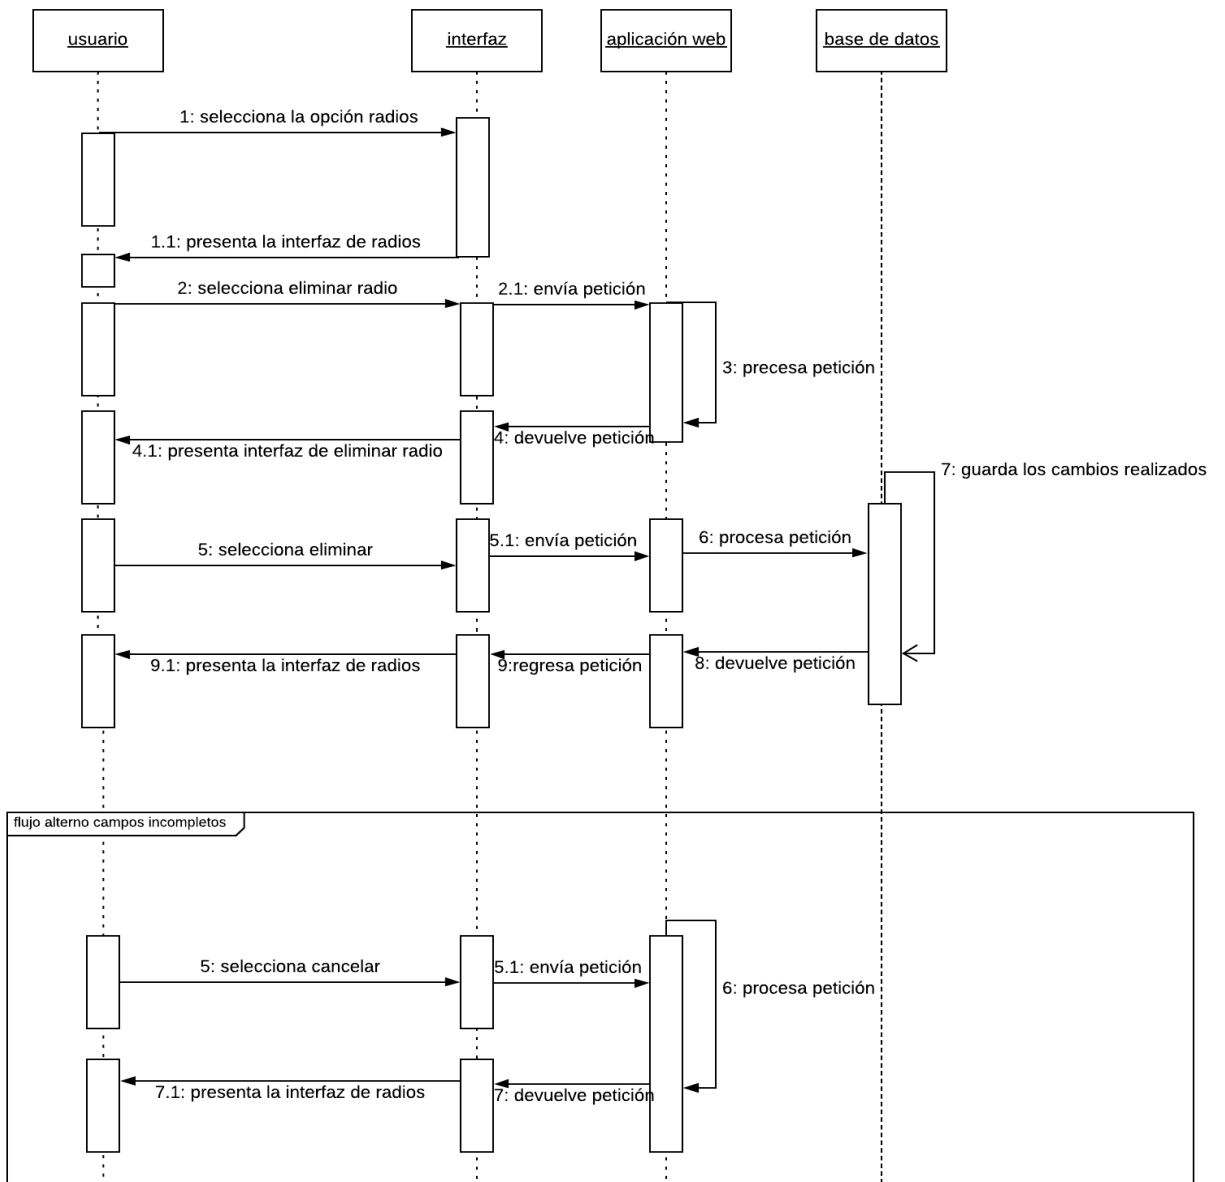 usuario
interfaz
aplicación web
base de datos
1: selecciona la opción radios
1.1: presenta la interfaz de radios
2: selecciona eliminar radio
2.1: envía petición
3: precesa petición
4: devuelve petición
4.1: presenta interfaz de eliminar radio
7: guarda los cambios realizados
5: selecciona eliminar
5.1: envía petición
6: procesa petición
9.1: presenta la interfaz de radios
9:regresa petición
8: devuelve petición
flujo alterno campos incompletos
5: selecciona cancelar
5.1: envía petición
6: procesa petición
7.1: presenta la interfaz de radios
7: devuelve petición